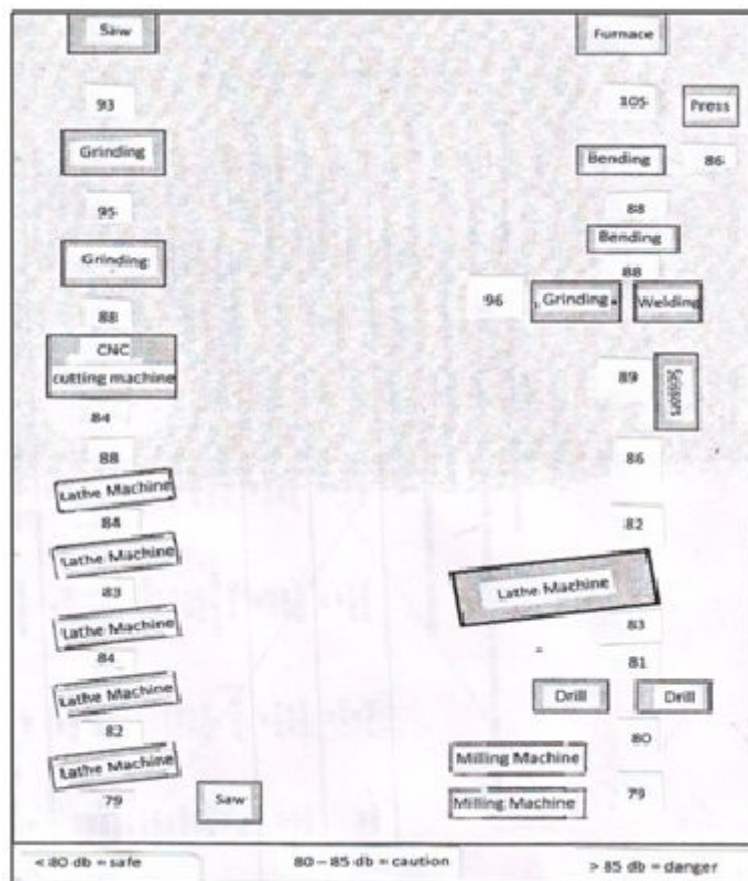 Saw
Furnace
93
105
Press
Grinding
Bending
86
95
88
Bending
Grinding
88
96
Grinding
Welding
88
CNC
cutting machine
89
Scissors
84
88
86
Lathe Machine
84
82
Lathe Machine
Lathe Machine
83
Lathe Machine
83
84
81
Lathe Machine
Drill
Drill
82
80
Milling Machine
Lathe Machine
79
Saw
Milling Machine
79
< 80 db = safe
80 – 85 db = caution
> 85 db = danger